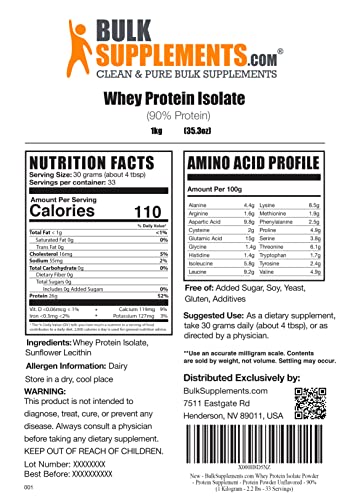 BULK
SUPPLEMENTS.COM®
CLEAN & PURE BULK SUPPLEMENTS
Whey Protein Isolate
(90% Protein)
1kg (35.3oz)
NUTRITION FACTS
Serving Size: 30 grams (about 4 tbsp)
Servings per container: 33
Amount Per Serving
Calories 110
% Daily Value*
Total Fat < 1g <1%
Saturated Fat 0g 0%
Trans Fat 0g
Cholesterol 16mg 5%
Sodium 55mg 2%
Total Carbohydrate 0g 0%
Dietary Fiber 0g 0%
Total Sugars 0g
Includes 0g Added Sugars 0%
Protein 26g 52%
Vit. D <0.06mcg < 1% • Calcium 119mg 9%
Iron <0.3mg <2% • Potassium 127mg 3%
* The % Daily Value (DV) tells you how much a nutrient in a serving of food contributes to a daily diet. 2,000 calories a day is used for general nutrition advice.
Ingredients: Whey Protein Isolate,
Sunflower Lecithin
Allergen Information: Dairy
Store in a dry, cool place
WARNING:
This product is not intended to
diagnose, treat, cure, or prevent any
disease. Always consult a physician
before taking any dietary supplement.
KEEP OUT OF REACH OF CHILDREN.
Lot Number: XXXXXXXX
Best Before: XXXXXXXXX
001
AMINO ACID PROFILE
Amount Per 100g
Alanine 4.4g Lysine 8.5g
Arginine 1.6g Methionine 1.9g
Aspartic Acid 9.8g Phenylalanine 2.5g
Cysteine 2g Proline 4.9g
Glutamic Acid 15g Serine 3.8g
Glycine 1.4g Threonine 6.1g
Histidine 1.4g Tryptophan 1.7g
Isoleucine 5.8g Tyrosine 2.4g
Leucine 9.2g Valine 4.9g
Free of: Added Sugar, Soy, Yeast,
Gluten, Additives
Suggested Use: As a dietary supplement,
take 30 grams daily (about 4 tbsp), or as
directed by a physician.
**Use an accurate milligram scale. Contents
are sold by weight, not volume. Settling may occur.
Distributed Exclusively by:
BulkSupplements.com
7511 Eastgate Rd
Henderson, NV 89011, USA
New - BulkSupplements.com Whey Protein Isolate Powder
- Protein Supplement - Protein Powder Unflavored - 90%
(1 Kilogram - 2.2 lbs - 33 Servings)